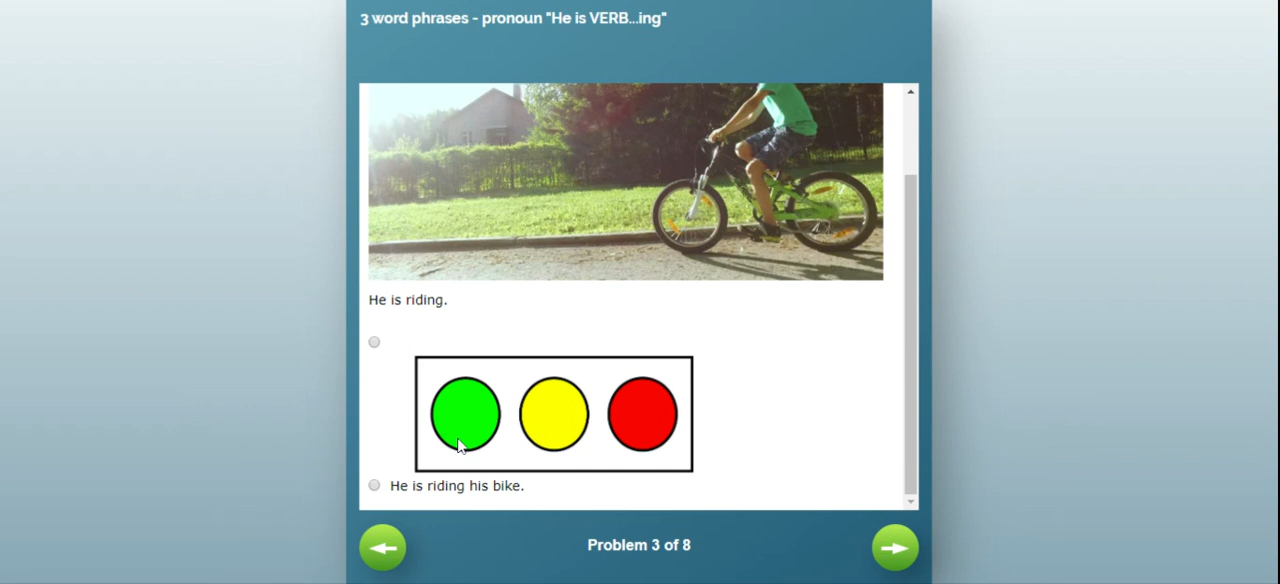 3 word phrases - pronoun "He is VERB...ing"
He is riding.
He is riding his bike.
Problem 3 of 8